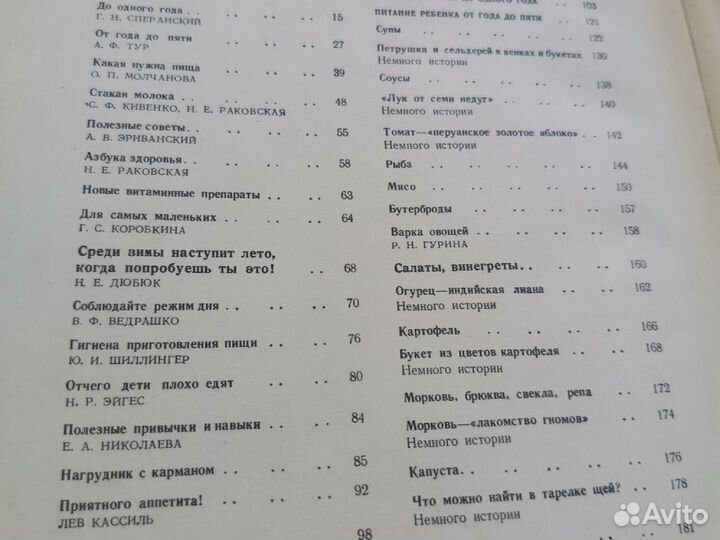 До одного года . . . . . . 15
Г. Н. СПЕРАНСКИЙ
От года до пяти . . . . 27
А. Ф. ТУР
Какая нужна пища . . . . 39
О. П. МОЛЧАНОВА
Стакан молока . . . . . . 48
С. Ф. КИВЕНКО, Н. Е. РАКОВСКАЯ
Полезные советы. . . . . . 55
А. В. ЭРИВАНСКИЙ
Азбука здоровья. . . . . . 58
Н. Е. РАКОВСКАЯ
Новые витаминные препараты . . 63
Для самых маленьких . . . . 64
Г. С. КОРОБКИНА
Среди зимы наступит лето,
когда попробуешь ты это! . . 68
Н. Е. ДЮБЮК
Соблюдайте режим дня . . . . 70
В. Ф. ВЕДРАШКО
Гигиена приготовления пищи . . 76
Ю. И. ШИЛЛИНГЕР
Отчего дети плохо едят . . . . 80
Н. Р. ЭЙГЕС
Полезные привычки и навыки . . 84
Е. А. НИКОЛАЕВА
Нагрудник с карманом . . . . 85
Приятного аппетита! . . . . 92
ЛЕВ КАССИЛЬ
98
103
ПИТАНИЕ РЕБЕНКА ОТ ГОДА ДО ПЯТИ . . 121
Супы . . . . . . . . 122
Петрушка и сельдерей в венках и букетах . . 130
Немного истории
Соусы . . . . . . . . 138
«Лук от семи недуг» . . . . 140
Немного истории
Томат—«перуанское золотое яблоко» . . 142
Немного истории
Рыба . . . . . . . . 144
Мясо . . . . . . . . 150
Бутерброды . . . . . . 157
Варка овощей . . . . . . 158
Р. Н. ГУРИНА
Салаты, винегреты. . . . . . 160
Огурец—индийская лиана . . . . 162
Немного истории
Картофель . . . . . . 166
Букет из цветов картофеля . . . . 168
Немного истории
Морковь, брюква, свекла, репа . . 172
Морковь—«лакомство гномов» . . 174
Немного истории
Капуста. . . . . . . . 176
Что можно найти в тарелке щей? . . 178
Немного истории
. . . . 181
Avito